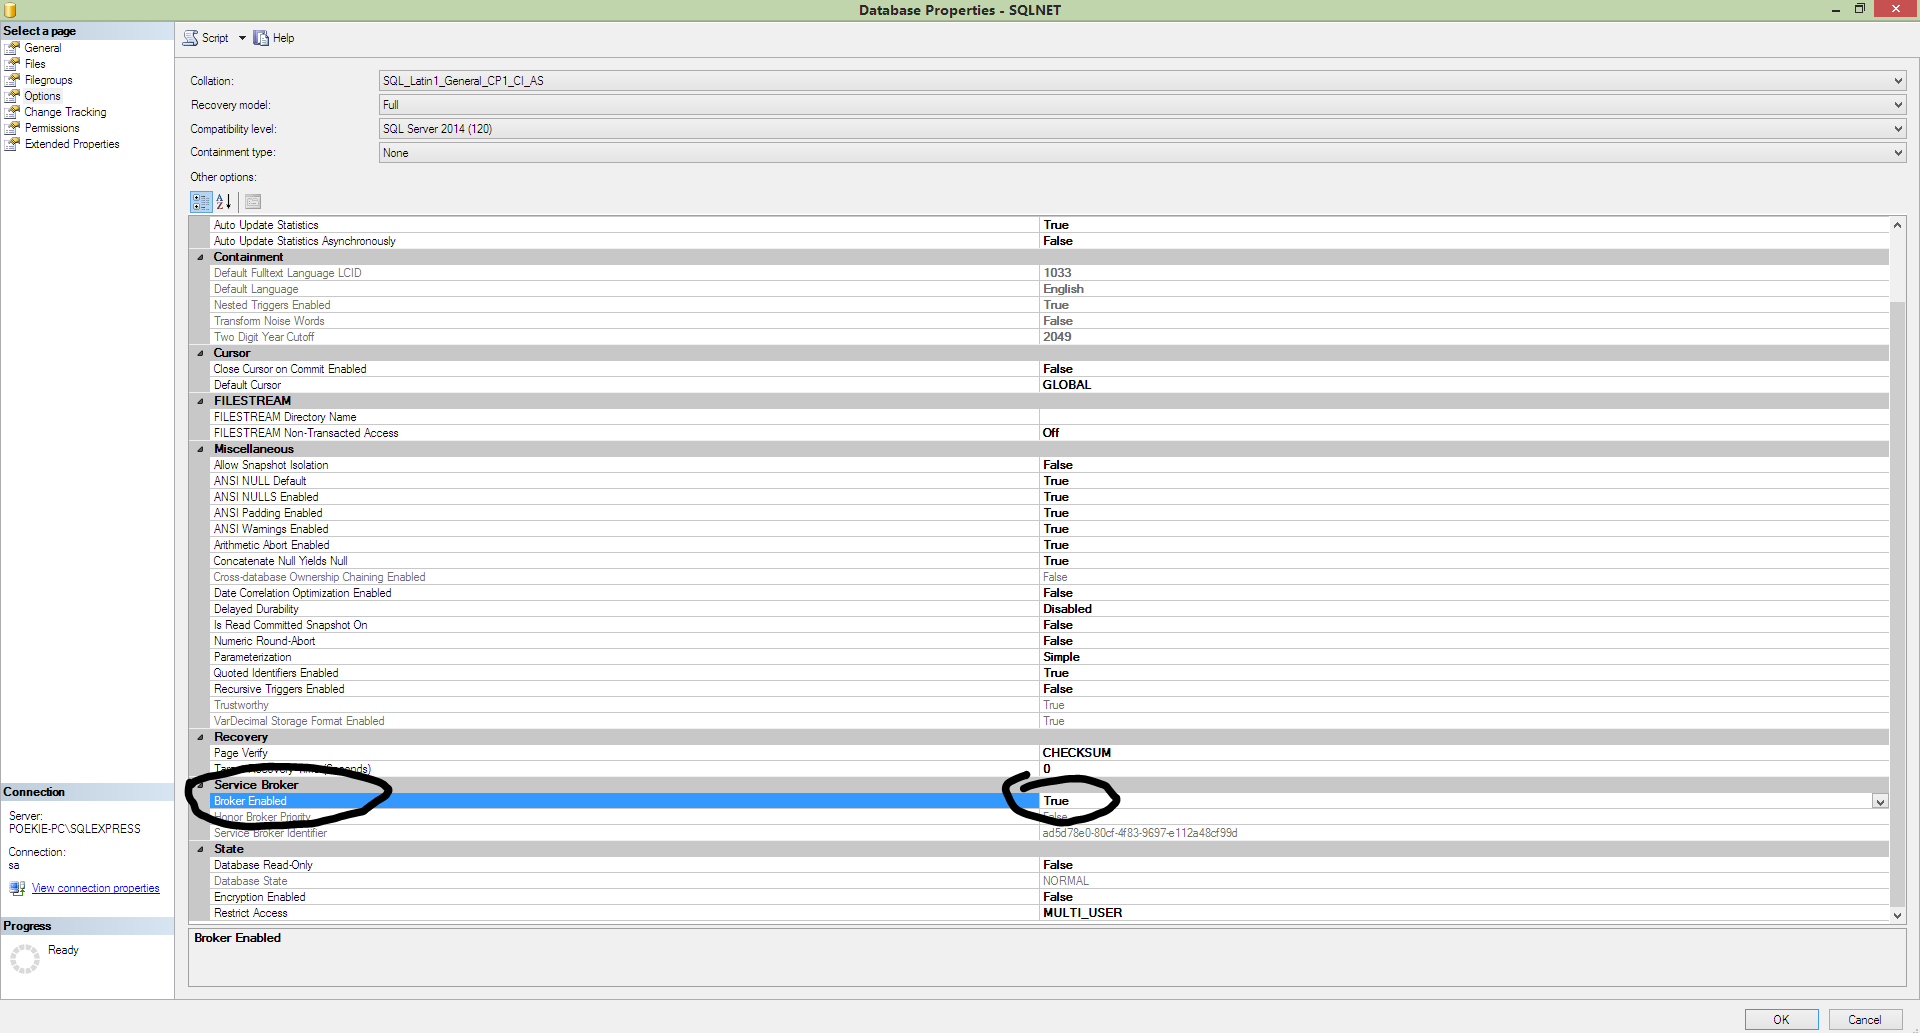 Database Properties - SQLNET
Select a page
General
Files
Filegroups
Options
Change Tracking
Permissions
Extended Properties
Script Help
Collation: SQL_Latin1_General_CP1_CI_AS
Recovery model: Full
Compatibility level: SQL Server 2014 (120)
Containment type: None
Other options:
Auto Update Statistics True
Auto Update Statistics Asynchronously False
Containment
Default Fulltext Language LCID 1033
Default Language English
Nested Triggers Enabled True
Transform Noise Words False
Two Digit Year Cutoff 2049
Cursor
Close Cursor on Commit Enabled False
Default Cursor GLOBAL
FILESTREAM
FILESTREAM Directory Name
FILESTREAM Non-Transacted Access Off
Miscellaneous
Allow Snapshot Isolation False
ANSI NULL Default True
ANSI NULLS Enabled True
ANSI Padding Enabled True
ANSI Warnings Enabled True
Arithmetic Abort Enabled True
Concatenate Null Yields Null True
Cross-database Ownership Chaining Enabled False
Date Correlation Optimization Enabled False
Delayed Durability Disabled
Is Read Committed Snapshot On False
Numeric Round-Abort False
Parameterization Simple
Quoted Identifiers Enabled True
Recursive Triggers Enabled False
Trustworthy True
VarDecimal Storage Format Enabled True
Recovery
Page Verify CHECKSUM
Target Recovery Time (Seconds) 0
Service Broker
Broker Enabled True
Honor Broker Priority False
Service Broker Identifier ad5d78e0-80cf-4f83-9697-e112a48cf99d
State
Database Read-Only False
Database State NORMAL
Encryption Enabled False
Restrict Access MULTI_USER
Broker Enabled
Connection
Server:
POEKIE-PC\SQLEXPRESS
Connection:
sa
View connection properties
Progress
Ready
OK Cancel